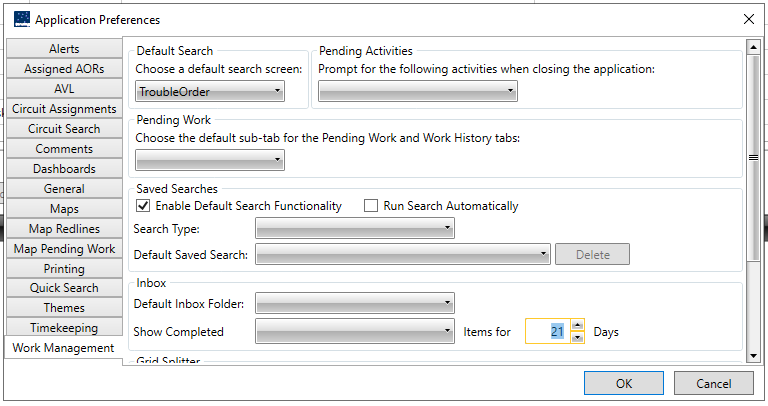 Application Preferences
Alerts
Assigned AORs
AVL
Circuit Assignments
Circuit Search
Comments
Dashboards
General
Maps
Map Redlines
Map Pending Work
Printing
Quick Search
Themes
Timekeeping
Work Management
Default Search
Choose a default search screen:
TroubleOrder
Pending Activities
Prompt for the following activities when closing the application:
Pending Work
Choose the default sub-tab for the Pending Work and Work History tabs:
Saved Searches
Enable Default Search Functionality Run Search Automatically
Search Type:
Default Saved Search: Delete
Inbox
Default Inbox Folder:
Show Completed Items for 21 Days
Grid Splitter
OK Cancel